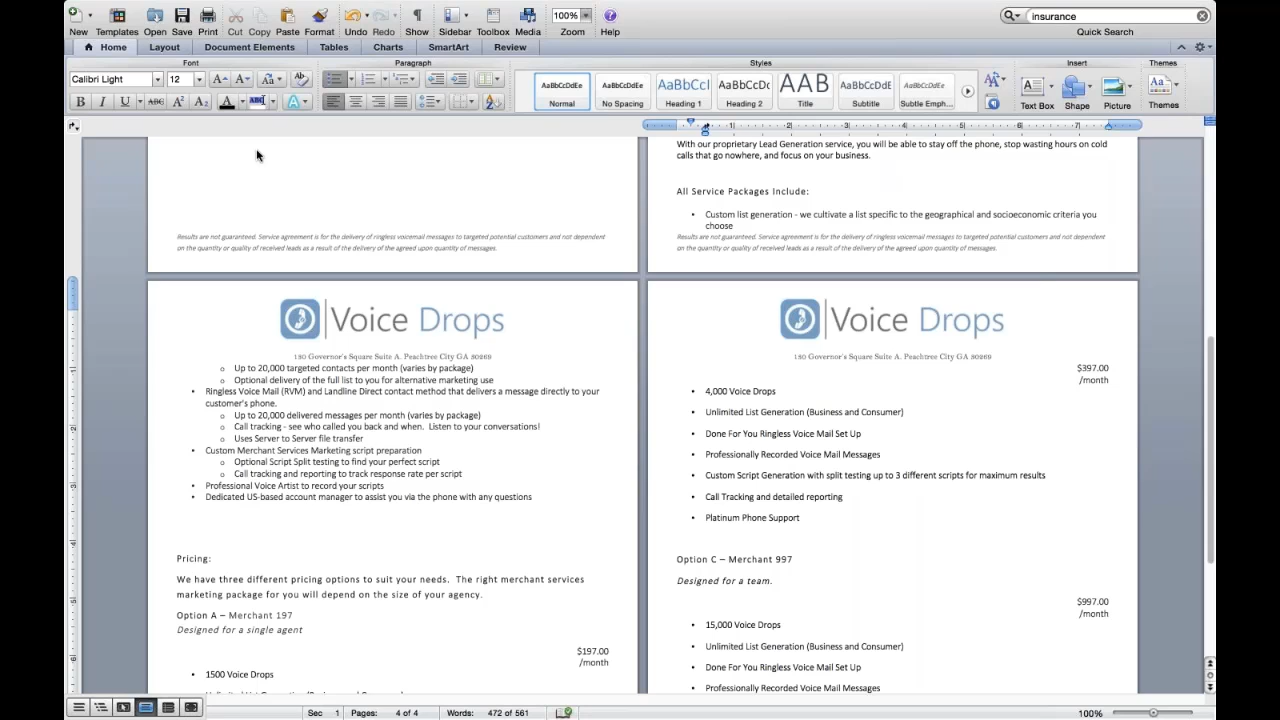 New Templates Open Save Print Cut Copy Paste Format Undo Redo Show Sidebar Toolbox Media 100% Zoom Help
insurance
Quick Search
Home Layout Document Elements Tables Charts SmartArt Review
Font Paragraph Styles Insert Themes
Calibri Light 12
AaBbCcDdEe Normal
AaBbCcDdEe No Spacing
AaBbCcI Heading 1
AaBbCcDc Heading 2
AAB Title
AaBbCcDdE Subtitle
AaBbCcDdEe Subtle Emph...
Text Box Shape Picture Themes
Results are not guaranteed. Service agreement is for the delivery of ringless voicemail messages to targeted potential customers and not dependent
on the quantity or quality of received leads as a result of the delivery of the agreed upon quantity of messages.
With our proprietary Lead Generation service, you will be able to stay off the phone, stop wasting hours on cold
calls that go nowhere, and focus on your business.
All Service Packages Include:
• Custom list generation - we cultivate a list specific to the geographical and socioeconomic criteria you
choose
Results are not guaranteed. Service agreement is for the delivery of ringless voicemail messages to targeted potential customers and not dependent
on the quantity or quality of received leads as a result of the delivery of the agreed upon quantity of messages.
Voice Drops
130 Governor's Square Suite A. Peachtree City GA 30269
o Up to 20,000 targeted contacts per month (varies by package)
o Optional delivery of the full list to you for alternative marketing use
• Ringless Voice Mail (RVM) and Landline Direct contact method that delivers a message directly to your
customer's phone.
o Up to 20,000 delivered messages per month (varies by package)
o Call tracking - see who called you back and when. Listen to your conversations!
o Uses Server to Server file transfer
• Custom Merchant Services Marketing script preparation
o Optional Script Split testing to find your perfect script
o Call tracking and reporting to track response rate per script
• Professional Voice Artist to record your scripts
• Dedicated US-based account manager to assist you via the phone with any questions
Pricing:
We have three different pricing options to suit your needs. The right merchant services
marketing package for you will depend on the size of your agency.
Option A – Merchant 197
Designed for a single agent
$197.00
/month
• 1500 Voice Drops
Voice Drops
130 Governor's Square Suite A. Peachtree City GA 30269
$397.00
/month
• 4,000 Voice Drops
• Unlimited List Generation (Business and Consumer)
• Done For You Ringless Voice Mail Set Up
• Professionally Recorded Voice Mail Messages
• Custom Script Generation with split testing up to 3 different scripts for maximum results
• Call Tracking and detailed reporting
• Platinum Phone Support
Option C – Merchant 997
Designed for a team.
$997.00
/month
• 15,000 Voice Drops
• Unlimited List Generation (Business and Consumer)
• Done For You Ringless Voice Mail Set Up
• Professionally Recorded Voice Mail Messages
Sec 1 Pages: 4 of 4 Words: 472 of 561 100%